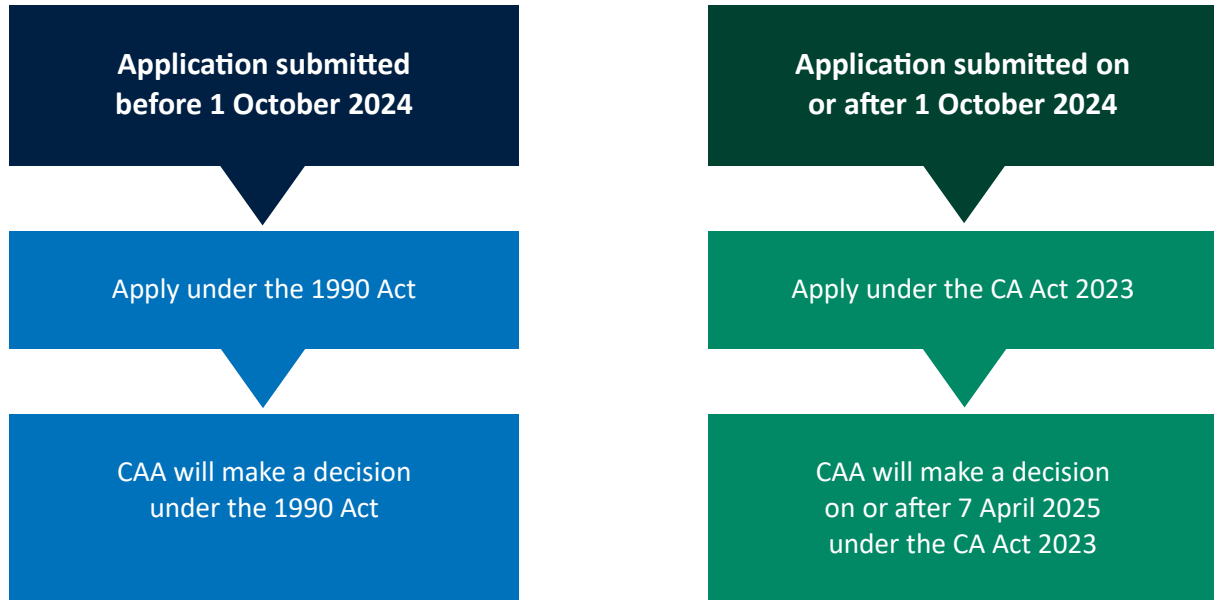 Application submitted
before 1 October 2024
Apply under the 1990 Act
CAA will make a decision
under the 1990 Act
Application submitted on
or after 1 October 2024
Apply under the CA Act 2023
CAA will make a decision
on or after 7 April 2025
under the CA Act 2023